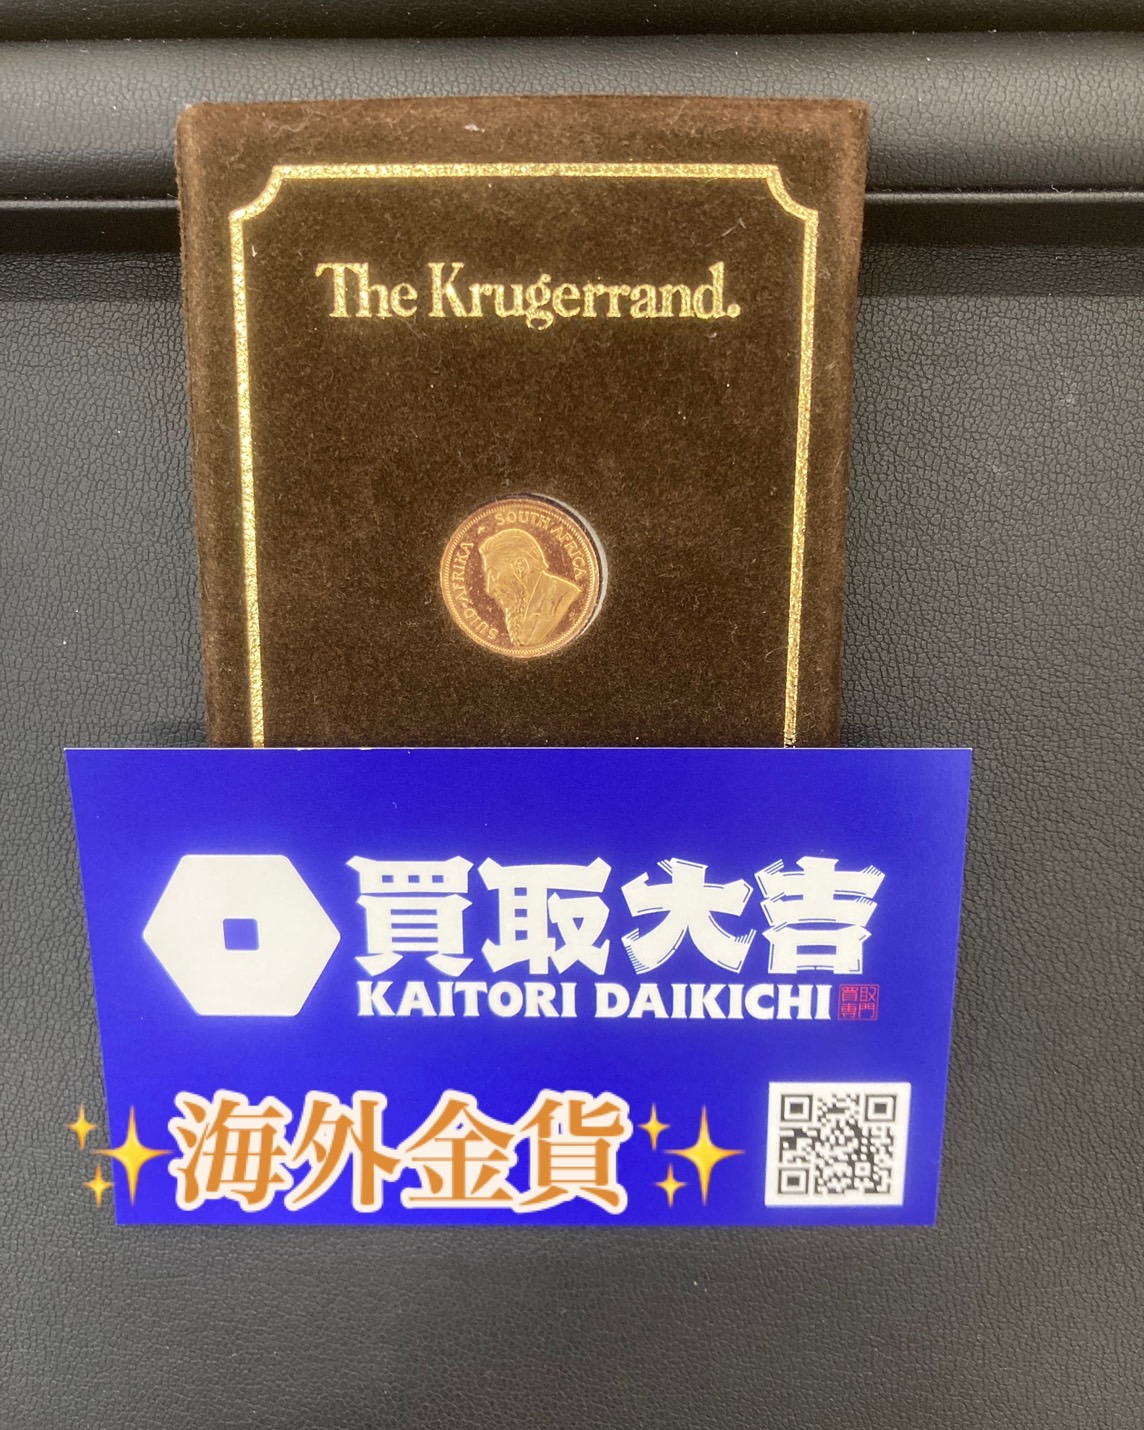 The Krugerrand.
SUID-AFRIKA ~ SOUTH AFRICA
買取大吉
KAITORI DAIKICHI
買取
専門
✨海外金貨✨